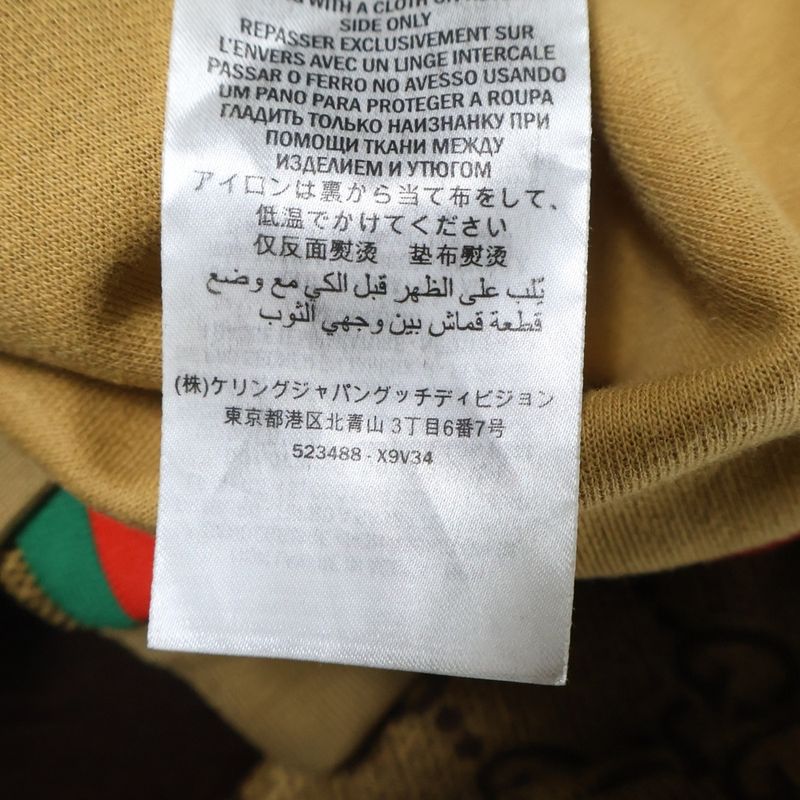 WITH A CLOTH ON
SIDE ONLY
REPASSER EXCLUSIVEMENT SUR
L'ENVERS AVEC UN LINGE INTERCALE
PASSAR O FERRO NO AVESSO USANDO
UM PANO PARA PROTEGER A ROUPA
ГЛАДИТЬ ТОЛЬКО НАИЗНАНКУ ПРИ
ПОМОЩИ ТКАНИ МЕЖДУ
ИЗДЕЛИЕМ И УТЮГОМ
アイロンは裏から当て布をして、
低温でかけてください
仅反面熨烫 垫布熨烫
يّلب على الظهر قبل الكي مع وضع
قطعة قماش بين وجهي الثوب
(株)ケリングジャパングッチディビジョン
東京都港区北青山 3丁目6番7号
523488 - X9V34